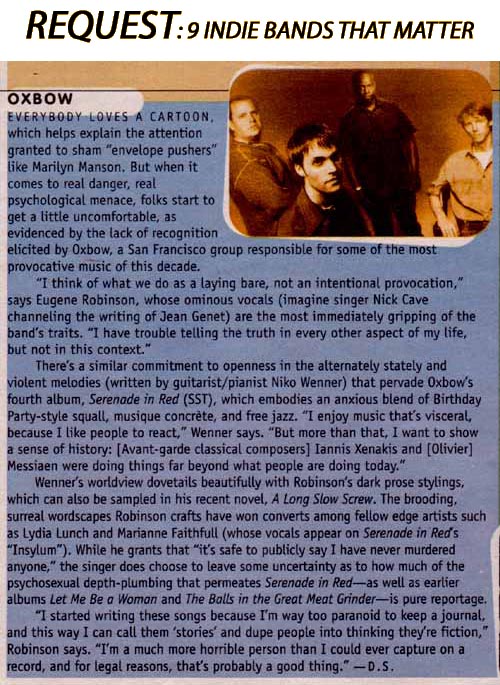 REQUEST: 9 INDIE BANDS THAT MATTER
OXBOW
EVERYBODY LOVES A CARTOON,
which helps explain the attention
granted to sham "envelope pushers"
like Marilyn Manson. But when it
comes to real danger, real
psychological menace, folks start to
get a little uncomfortable, as
evidenced by the lack of recognition
elicited by Oxbow, a San Francisco group responsible for some of the most
provocative music of this decade.
"I think of what we do as a laying bare, not an intentional provocation,"
says Eugene Robinson, whose ominous vocals (imagine singer Nick Cave
channeling the writing of Jean Genet) are the most immediately gripping of the
band's traits. "I have trouble telling the truth in every other aspect of my life,
but not in this context."
There's a similar commitment to openness in the alternately stately and
violent melodies (written by guitarist/pianist Niko Wenner) that pervade Oxbow's
fourth album, Serenade in Red (SST), which embodies an anxious blend of Birthday
Party-style squall, musique concrète, and free jazz. "I enjoy music that's visceral,
because I like people to react," Wenner says. "But more than that, I want to show
a sense of history: [Avant-garde classical composers] Iannis Xenakis and [Olivier]
Messiaen were doing things far beyond what people are doing today."
Wenner's worldview dovetails beautifully with Robinson's dark prose stylings,
which can also be sampled in his recent novel, A Long Slow Screw. The brooding,
surreal wordscapes Robinson crafts have won converts among fellow edge artists such
as Lydia Lunch and Marianne Faithfull (whose vocals appear on Serenade in Red's
"Insylum"). While he grants that "it's safe to publicly say I have never murdered
anyone," the singer does choose to leave some uncertainty as to how much of the
psychosexual depth-plumbing that permeates Serenade in Red—as well as earlier
albums Let Me Be a Woman and The Balls in the Great Meat Grinder—is pure reportage.
"I started writing these songs because I'm way too paranoid to keep a journal,
and this way I can call them 'stories' and dupe people into thinking they're fiction,"
Robinson says. "I'm a much more horrible person than I could ever capture on a
record, and for legal reasons, that's probably a good thing." —D.S.